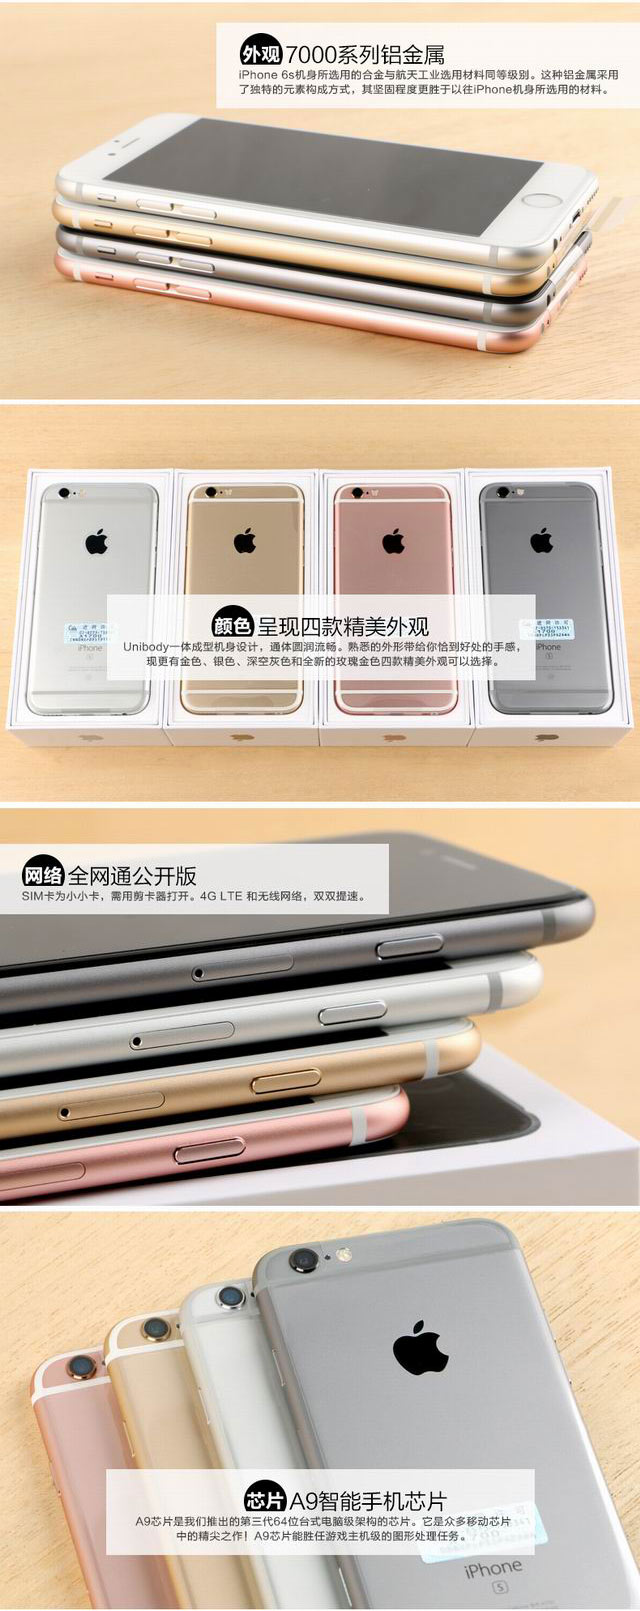 外观 7000系列铝金属
iPhone 6s机身所选用的合金与航天工业选用材料同等级别。这种铝金属采用
了独特的元素构成方式，其坚固程度更胜于以往iPhone机身所选用的材料。
颜色 呈现四款精美外观
Unibody一体成型机身设计，通体圆润流畅。熟悉的外形带给你恰到好处的手感，
现更有金色、银色、深空灰色和全新的玫瑰金色四款精美外观可以选择。
iPhone
S
iPhone
S
网络 全网通公开版
SIM卡为小小卡，需用剪卡器打开。4G LTE 和无线网络，双双提速。
芯片 A9智能手机芯片
A9芯片是我们推出的第三代64位台式电脑级架构的芯片。它是众多移动芯片
中的精尖之作！A9芯片能胜任游戏主机级的图形处理任务。
iPhone
S